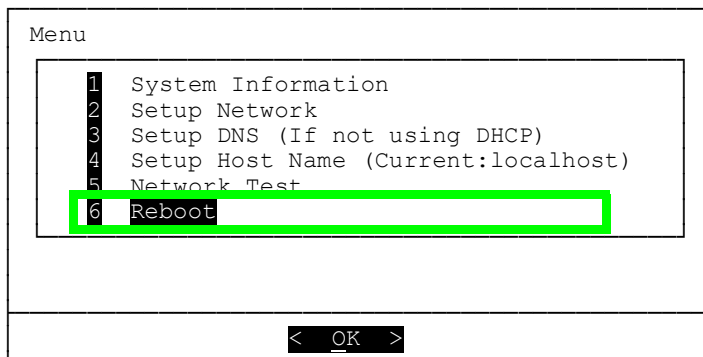 Menu
1 System Information
2 Setup Network
3 Setup DNS (If not using DHCP)
4 Setup Host Name (Current:localhost)
5 Network Test
6 Reboot
< OK >